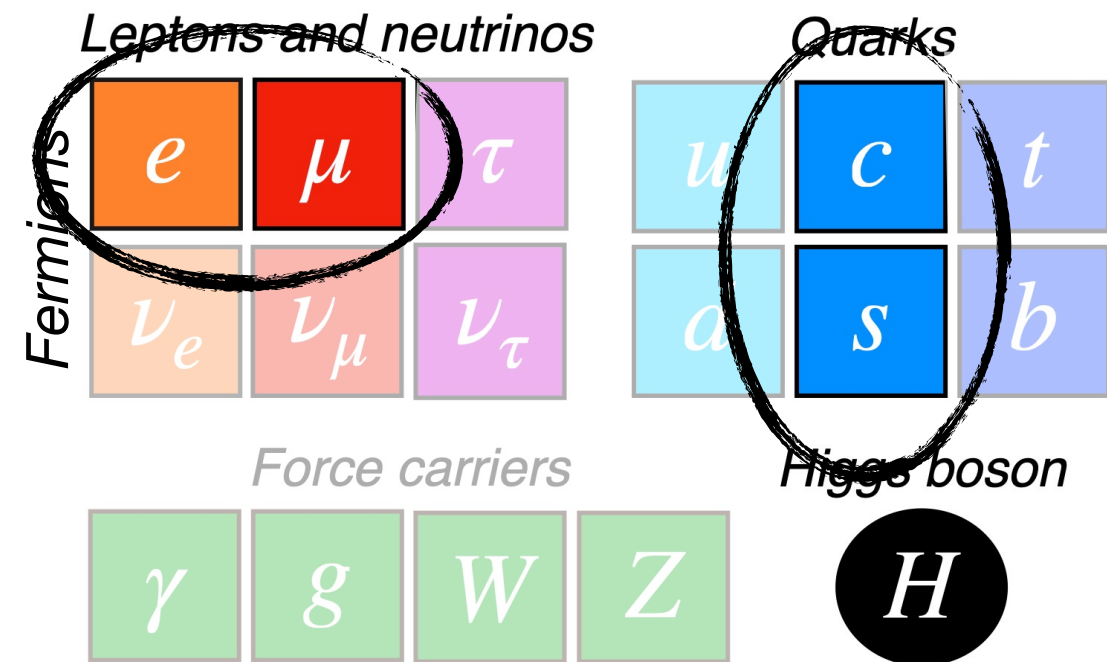 Leptons and neutrinos Quarks
Fermions
e μ τ u c t
ν_e ν_μ ν_τ d s b
Force carriers Higgs boson
γ g W Z H